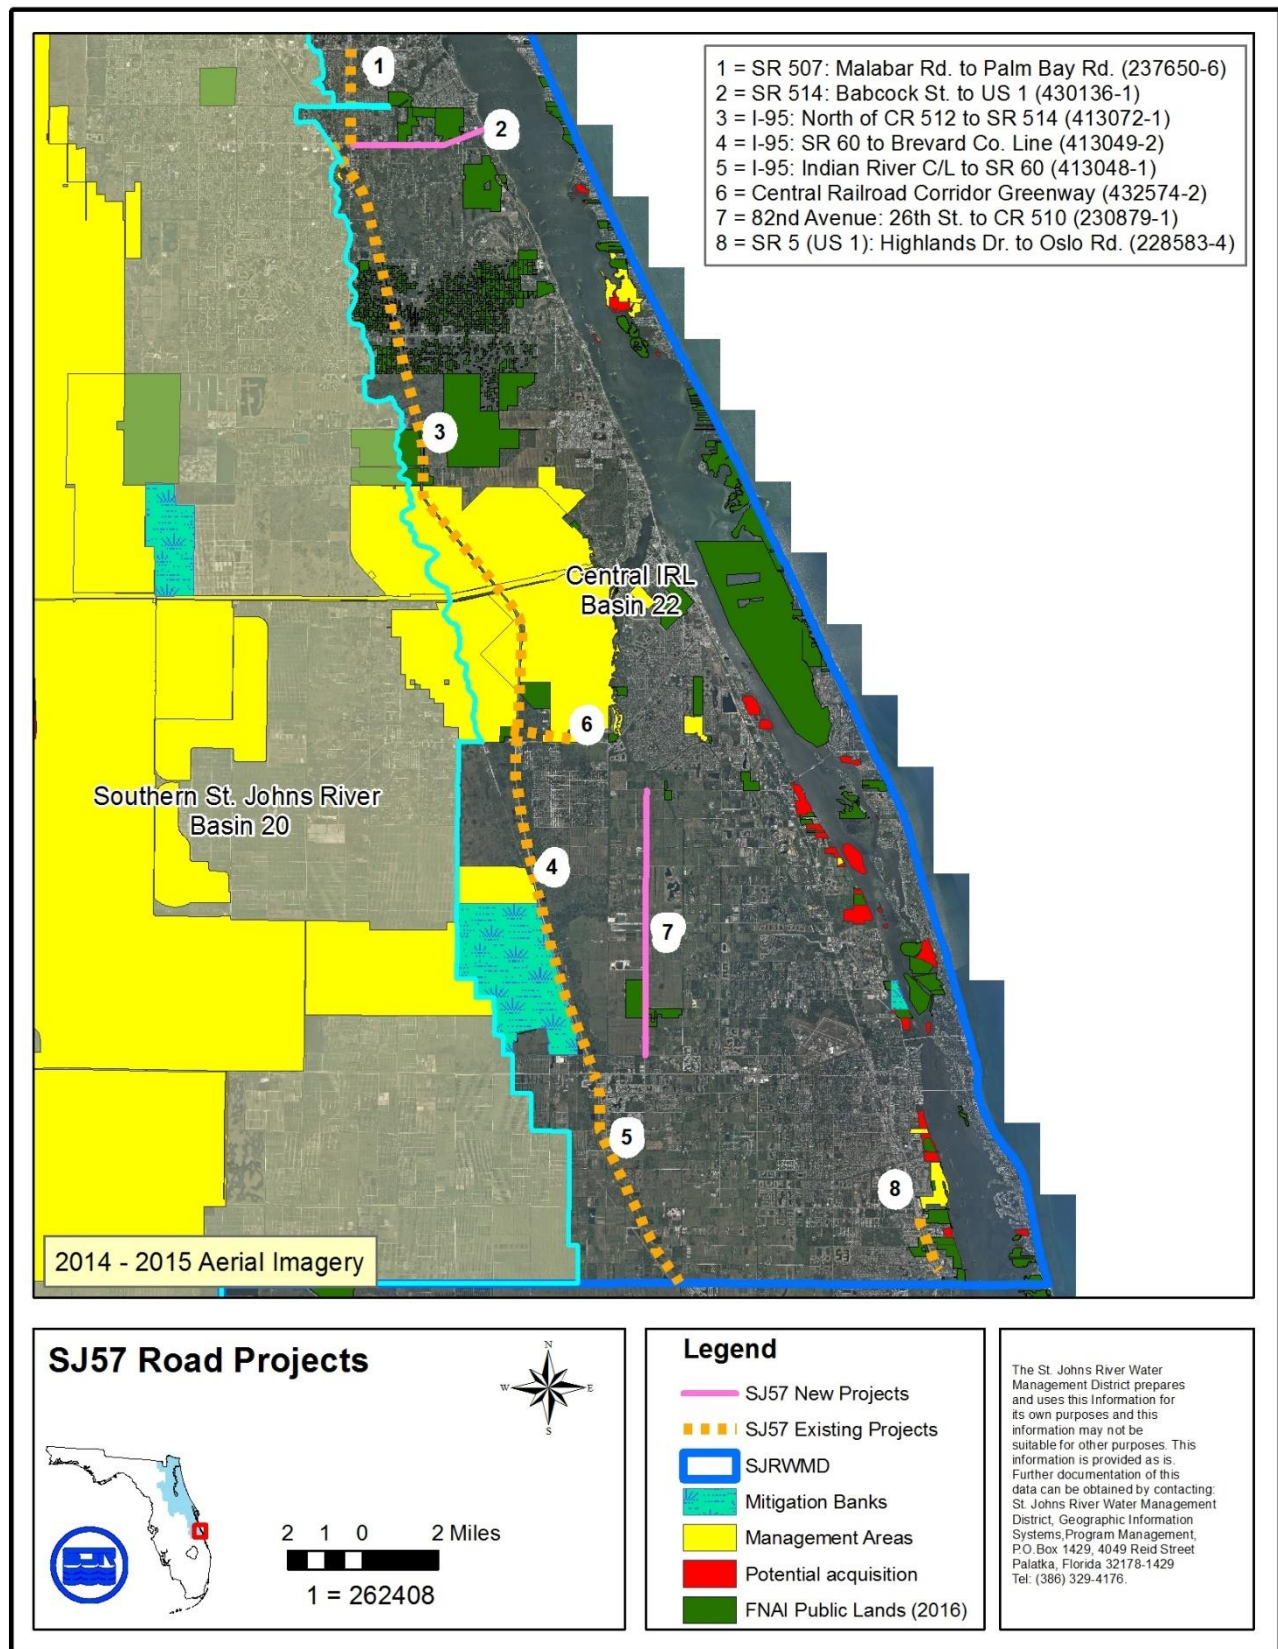 1 = SR 507: Malabar Rd. to Palm Bay Rd. (237650-6)
2 = SR 514: Babcock St. to US 1 (430136-1)
3 = I-95: North of CR 512 to SR 514 (413072-1)
4 = I-95: SR 60 to Brevard Co. Line (413049-2)
5 = I-95: Indian River C/L to SR 60 (413048-1)
6 = Central Railroad Corridor Greenway (432574-2)
7 = 82nd Avenue: 26th St. to CR 510 (230879-1)
8 = SR 5 (US 1): Highlands Dr. to Oslo Rd. (228583-4)
1
2
3
Central IRL
Basin 22
6
Southern St. Johns River
Basin 20
4
7
5
8
2014 - 2015 Aerial Imagery
SJ57 Road Projects
N
W
E
S
2 1 0 2 Miles
1 = 262408
Legend
SJ57 New Projects
SJ57 Existing Projects
SJRWMD
Mitigation Banks
Management Areas
Potential acquisition
FNAI Public Lands (2016)
The St. Johns River Water
Management District prepares
and uses this Information for
its own purposes and this
information may not be
suitable for other purposes. This
information is provided as is.
Further documentation of this
data can be obtained by contacting:
St. Johns River Water Management
District, Geographic Information
Systems,Program Management,
P.O.Box 1429, 4049 Reid Street
Palatka, Florida 32178-1429
Tel: (386) 329-4176.